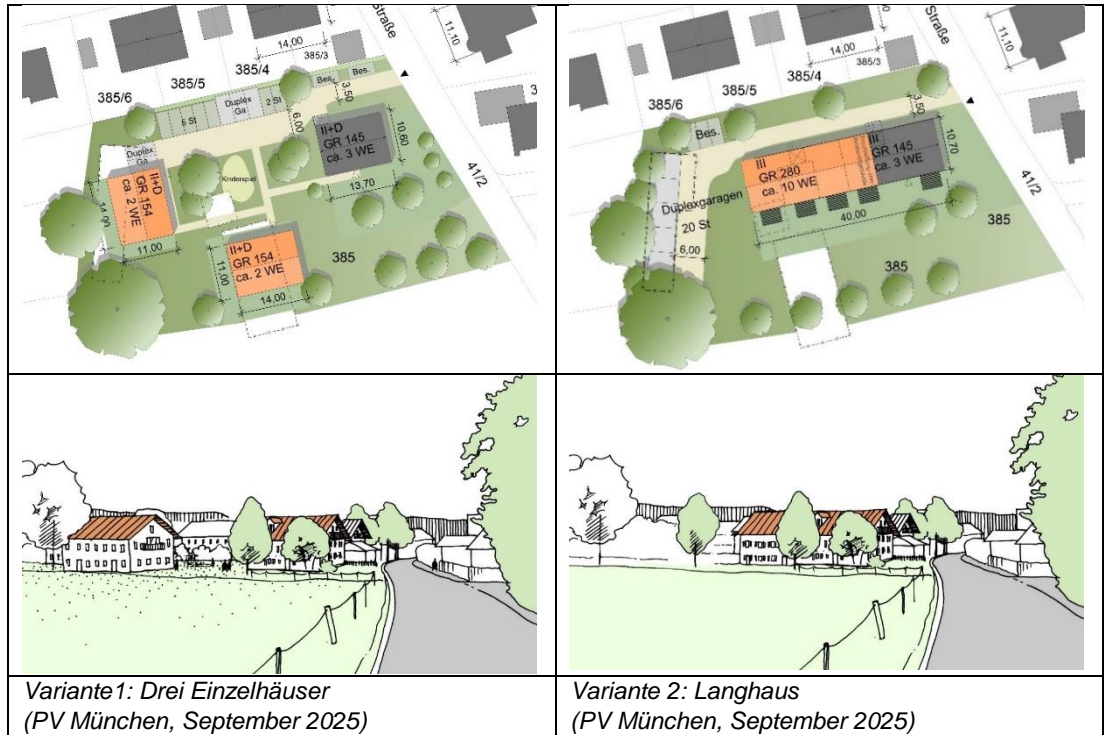 Straße
11,10
14,00
385/3
385/4
385/5
385/6
Bes.
Bes.
Duplex
Ga
2 St
6 St
3,50
6,00
II+D
GR 145
ca. 3 WE
10,60
13,70
Duplex
Ga
II+D
GR 154
ca. 2 WE
14,00
11,00
Kinderspiel
41/2
385
II+D
GR 154
ca. 2 WE
11,00
14,00
Straße
11,10
14,00
385/3
385/4
385/5
385/6
Bes.
3,50
III
GR 280
ca. 10 WE
III
GR 145
ca. 3 WE
10,70
41/2
Duplexgaragen
20 St
6,00
40,00
385
385
Variante1: Drei Einzelhäuser
(PV München, September 2025)
Variante 2: Langhaus
(PV München, September 2025)